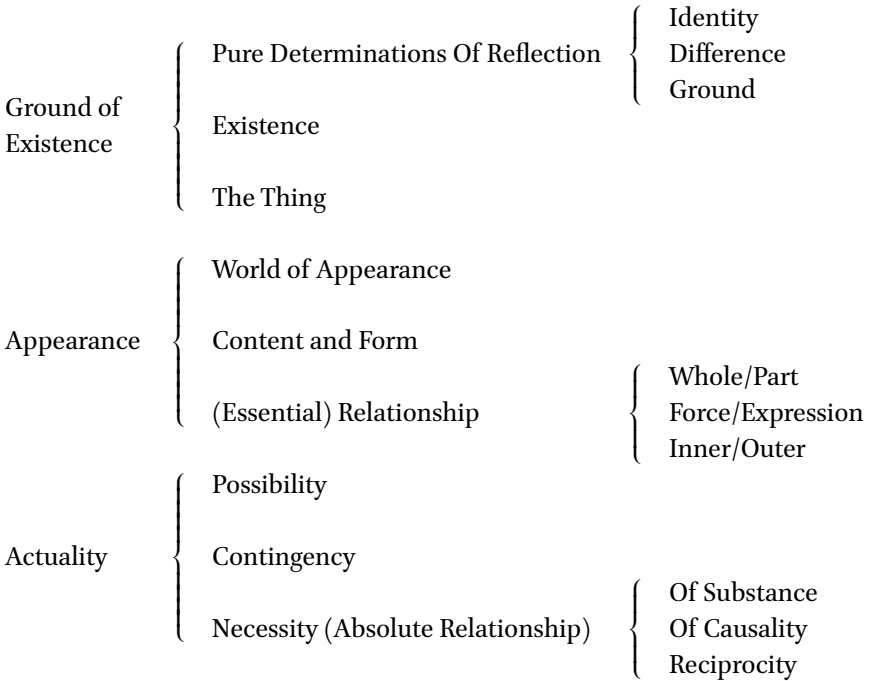 Identity
Pure Determinations Of Reflection
Difference
Ground
Ground of
Existence
Existence
The Thing
World of Appearance
Appearance
Content and Form
Whole/Part
(Essential) Relationship
Force/Expression
Inner/Outer
Possibility
Actuality
Contingency
Of Substance
Necessity (Absolute Relationship)
Of Causality
Reciprocity